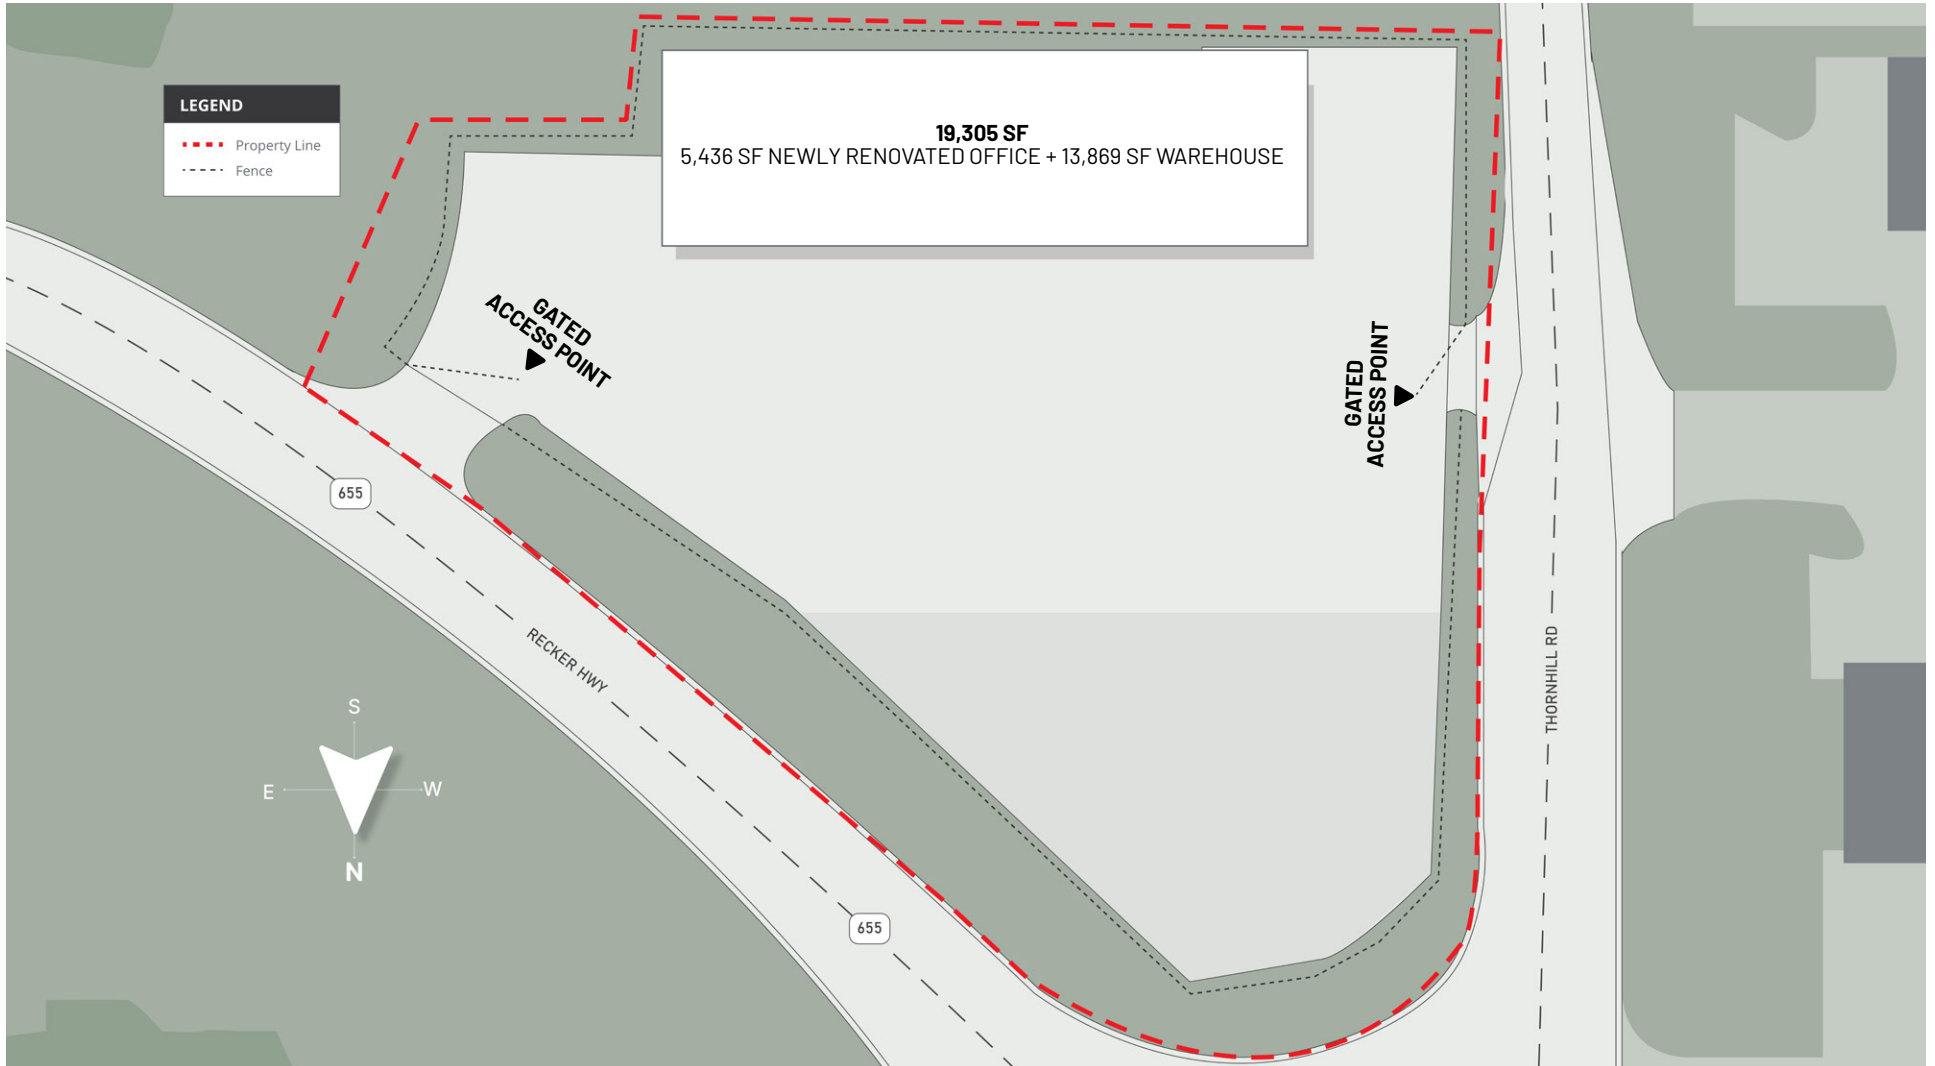 LEGEND
Property Line
Fence
19,305 SF
5,436 SF NEWLY RENOVATED OFFICE + 13,869 SF WAREHOUSE
GATED
ACCESS POINT
GATED
ACCESS POINT
655
RECKER HWY
THORNHILL RD
S
E
W
N
655